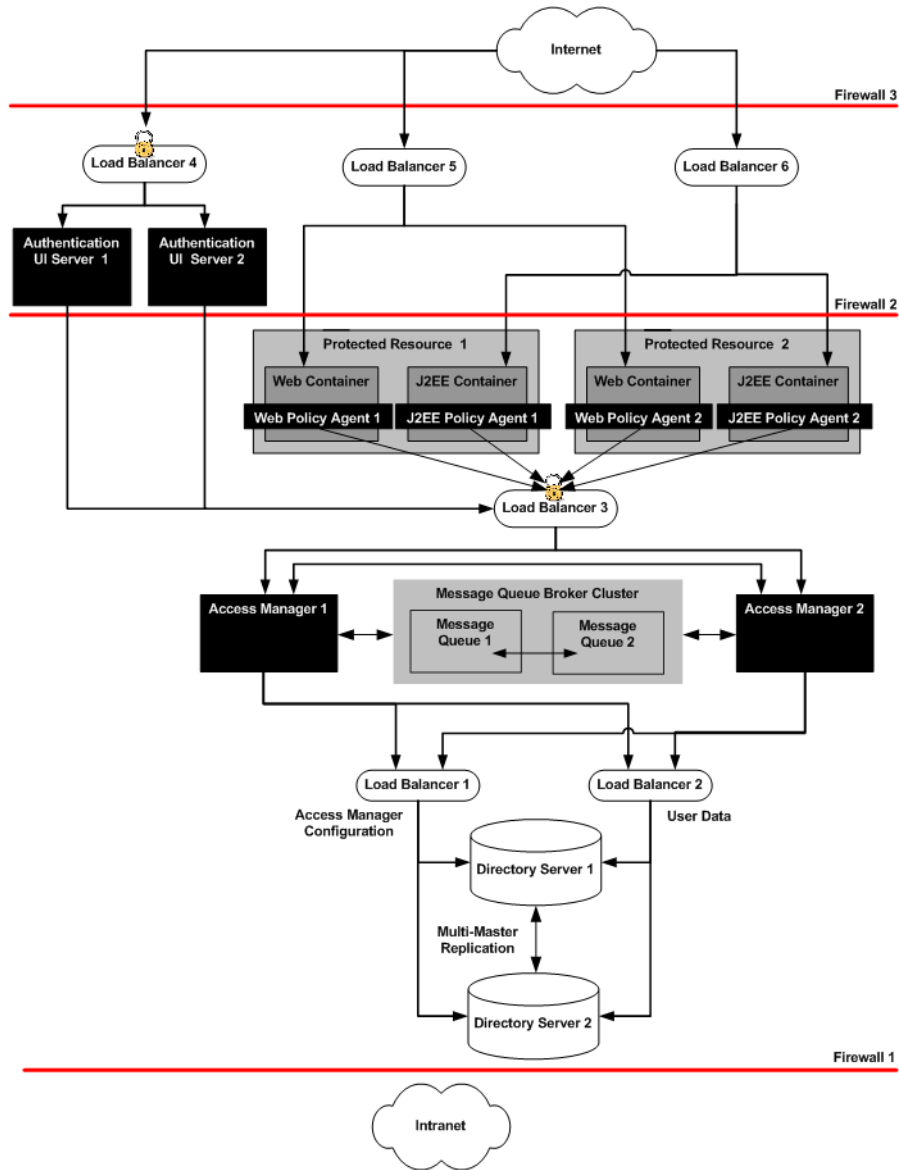 Internet
Firewall 3
Load Balancer 4
Load Balancer 5
Load Balancer 6
Authentication
UI Server 1
Authentication
UI Server 2
Firewall 2
Protected Resource 1
Protected Resource 2
Web Container
J2EE Container
Web Container
J2EE Container
Web Policy Agent 1
J2EE Policy Agent 1
Web Policy Agent 2
J2EE Policy Agent 2
Load Balancer 3
Access Manager 1
Message Queue Broker Cluster
Access Manager 2
Message
Queue 1
Message
Queue 2
Load Balancer 1
Load Balancer 2
Access Manager
Configuration
User Data
Directory Server 1
Multi-Master
Replication
Directory Server 2
Firewall 1
Intranet